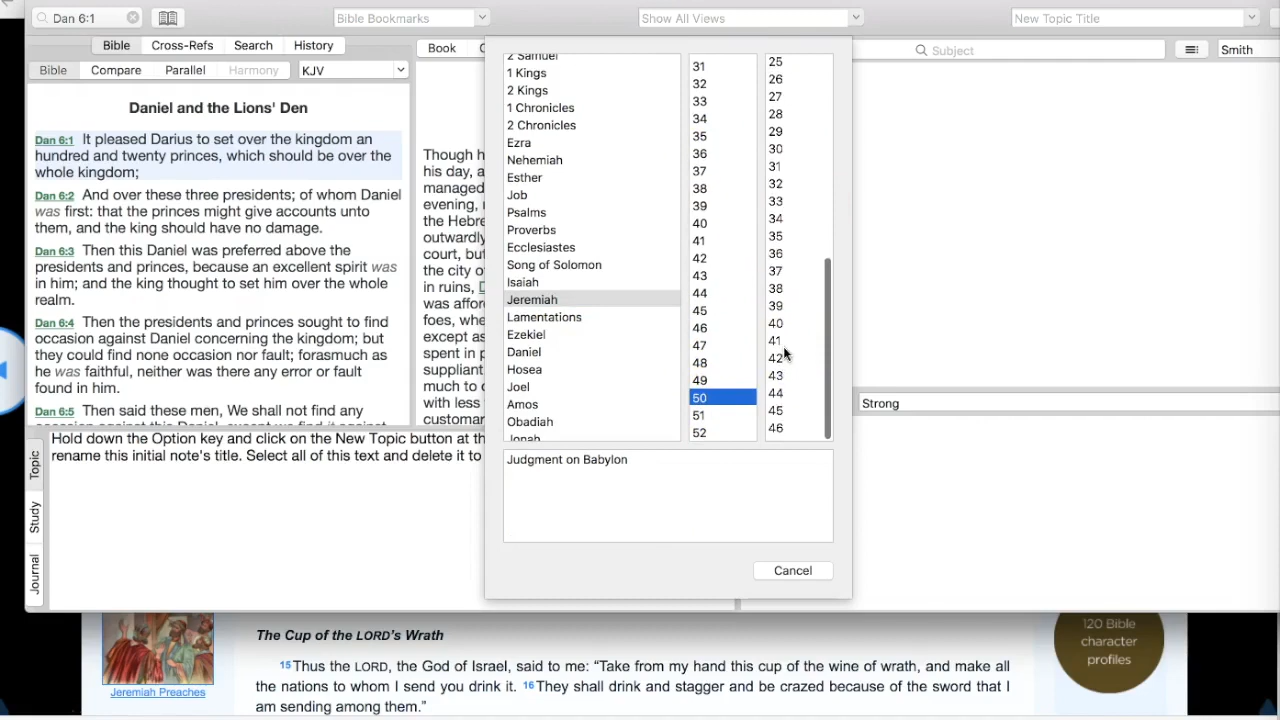 Dan 6:1
Bible Bookmarks
Show All Views
New Topic Title
Bible
Cross-Refs
Search
History
Bible
Compare
Parallel
Harmony
KJV
Daniel and the Lions' Den
Dan 6:1 It pleased Darius to set over the kingdom an
hundred and twenty princes, which should be over the
whole kingdom;
Dan 6:2 And over these three presidents; of whom Daniel
was first: that the princes might give accounts unto
them, and the king should have no damage.
Dan 6:3 Then this Daniel was preferred above the
presidents and princes, because an excellent spirit was
in him; and the king thought to set him over the whole
realm.
Dan 6:4 Then the presidents and princes sought to find
occasion against Daniel concerning the kingdom; but
they could find none occasion nor fault; forasmuch as
he was faithful, neither was there any error or fault
found in him.
Dan 6:5 Then said these men, We shall not find any
Book
Though h
his day, a
managed
evening,
the Hebre
outwardly
court, bu
the city o
in ruins,
was affor
foes, whe
except as
spent in p
suppliant
much to
with less
customar
2 Samuel
1 Kings
2 Kings
1 Chronicles
2 Chronicles
Ezra
Nehemiah
Esther
Job
Psalms
Proverbs
Ecclesiastes
Song of Solomon
Isaiah
Jeremiah
Lamentations
Ezekiel
Daniel
Hosea
Joel
Amos
Obadiah
Jonah
31
32
33
34
35
36
37
38
39
40
41
42
43
44
45
46
47
48
49
50
51
52
25
26
27
28
29
30
31
32
33
34
35
36
37
38
39
40
41
42
43
44
45
46
Judgment on Babylon
Cancel
Subject
Smith
Strong
Topic
Study
Journal
Hold down the Option key and click on the New Topic button at th
rename this initial note's title. Select all of this text and delete it to
Jeremiah Preaches
The Cup of the LORD's Wrath
15 Thus the LORD, the God of Israel, said to me: “Take from my hand this cup of the wine of wrath, and make all
the nations to whom I send you drink it. 16 They shall drink and stagger and be crazed because of the sword that I
am sending among them.”
120 Bible
character
profiles